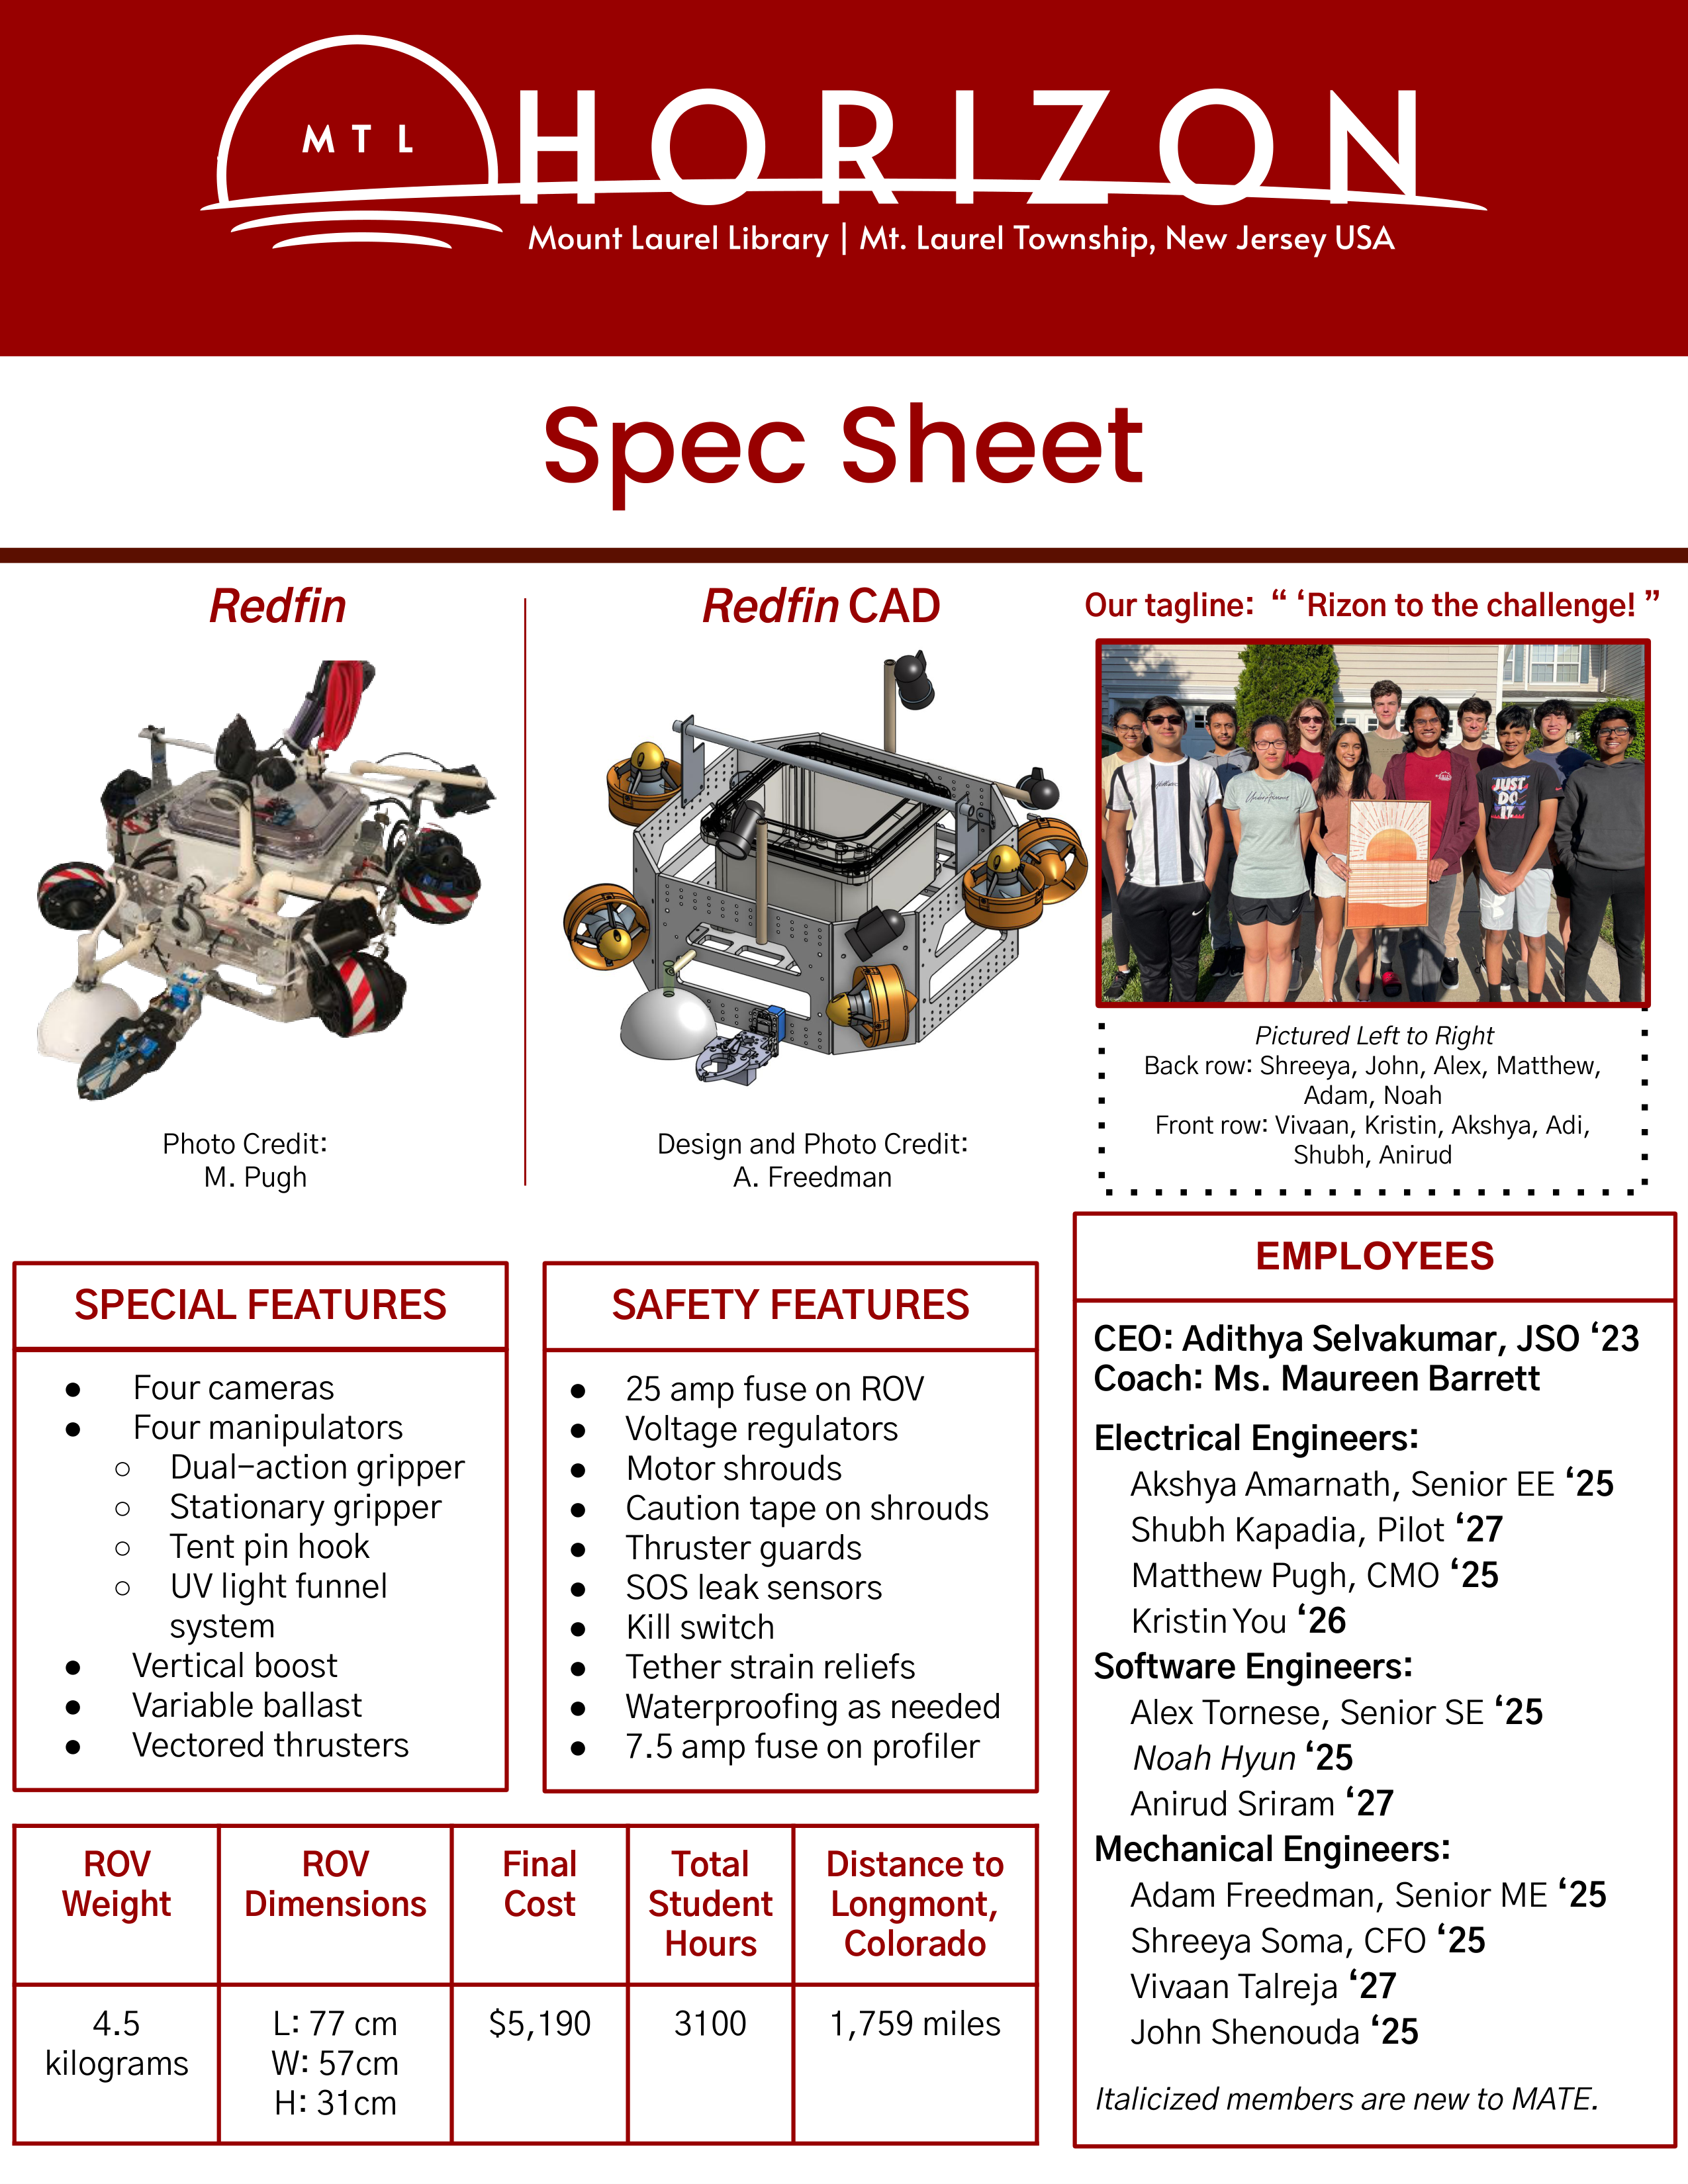 MTL
HORIZON
Mount Laurel Library | Mt. Laurel Township, New Jersey USA
Spec Sheet
Redfin
Photo Credit:
M. Pugh
Redfin CAD
Design and Photo Credit:
A. Freedman
Our tagline: “ ‘Rizon to the challenge! ”
JUST
DO
IT.
Pictured Left to Right
Back row: Shreeya, John, Alex, Matthew,
Adam, Noah
Front row: Vivaan, Kristin, Akshya, Adi,
Shubh, Anirud
SPECIAL FEATURES
● Four cameras
● Four manipulators
○ Dual-action gripper
○ Stationary gripper
○ Tent pin hook
○ UV light funnel
system
● Vertical boost
● Variable ballast
● Vectored thrusters
SAFETY FEATURES
● 25 amp fuse on ROV
● Voltage regulators
● Motor shrouds
● Caution tape on shrouds
● Thruster guards
● SOS leak sensors
● Kill switch
● Tether strain reliefs
● Waterproofing as needed
● 7.5 amp fuse on profiler
EMPLOYEES
CEO: Adithya Selvakumar, JSO ‘23
Coach: Ms. Maureen Barrett
Electrical Engineers:
Akshya Amarnath, Senior EE ‘25
Shubh Kapadia, Pilot ‘27
Matthew Pugh, CMO ‘25
Kristin You ‘26
Software Engineers:
Alex Tornese, Senior SE ‘25
Noah Hyun ‘25
Anirud Sriram ‘27
Mechanical Engineers:
Adam Freedman, Senior ME ‘25
Shreeya Soma, CFO ‘25
Vivaan Talreja ‘27
John Shenouda ‘25
Italicized members are new to MATE.
ROV
Weight
ROV
Dimensions
Final
Cost
Total
Student
Hours
Distance to
Longmont,
Colorado
4.5
kilograms
L: 77 cm
W: 57cm
H: 31cm
$5,190
3100
1,759 miles